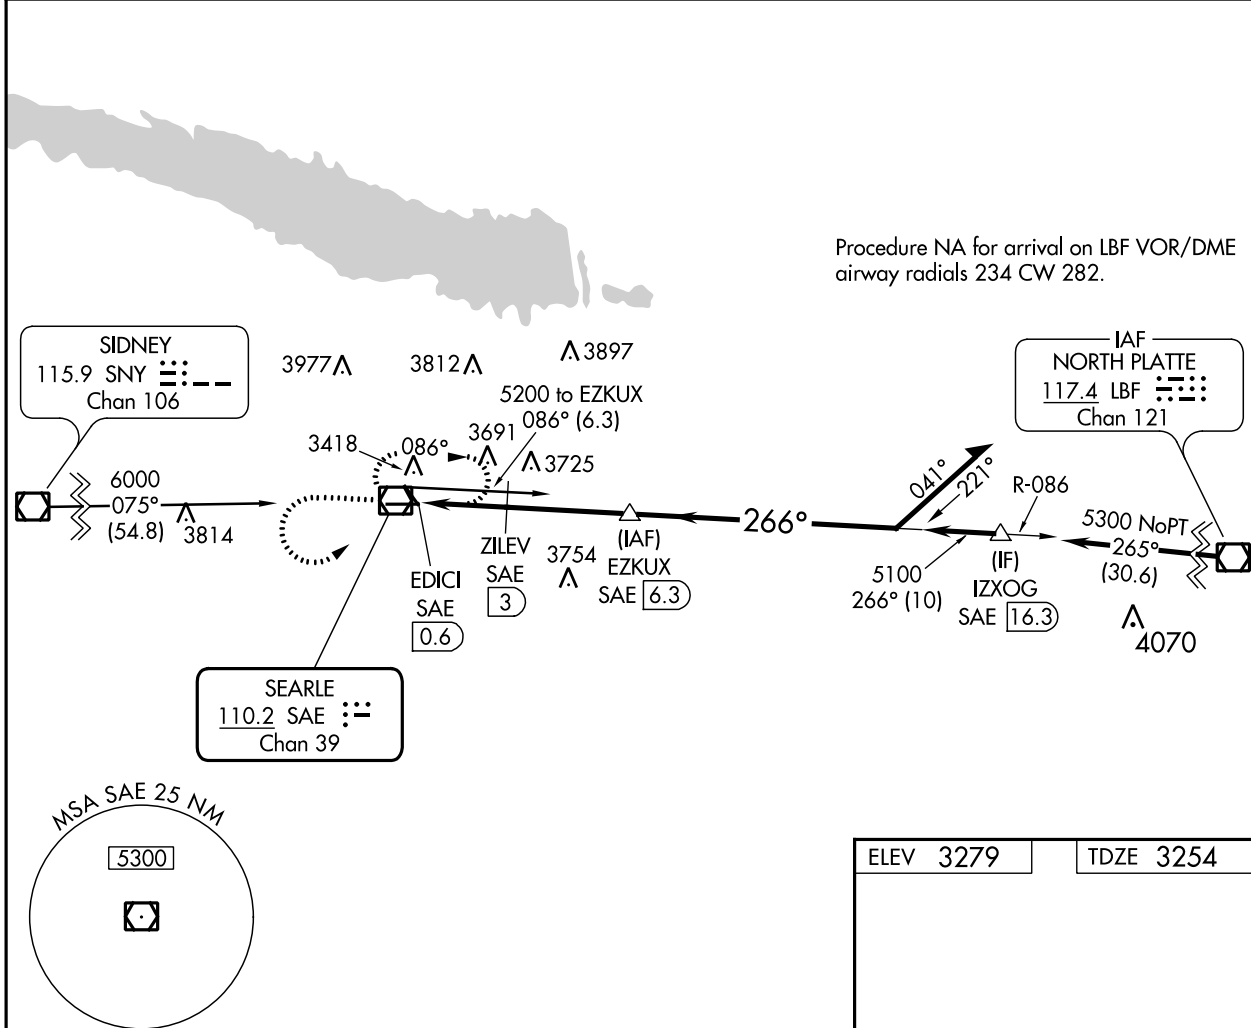 Procedure NA for arrival on LBF VOR/DME
airway radials 234 CW 282.
SIDNEY
115.9 SNY
Chan 106
3977
3812
3897
5200 to EZKUX
086° (6.3)
IAF
NORTH PLATTE
117.4 LBF
Chan 121
3418
086°
3691
3725
6000
075°
(54.8)
3814
041°
221°
R-086
266°
5300 NoPT
265°
(30.6)
EDICI
SAE
0.6
ZILEV
SAE
3
3754
(IAF)
EZKUX
SAE 6.3
5100
266° (10)
(IF)
IZXOG
SAE 16.3
4070
SEARLE
110.2 SAE
Chan 39
MSA SAE 25 NM
5300
ELEV 3279
TDZE 3254